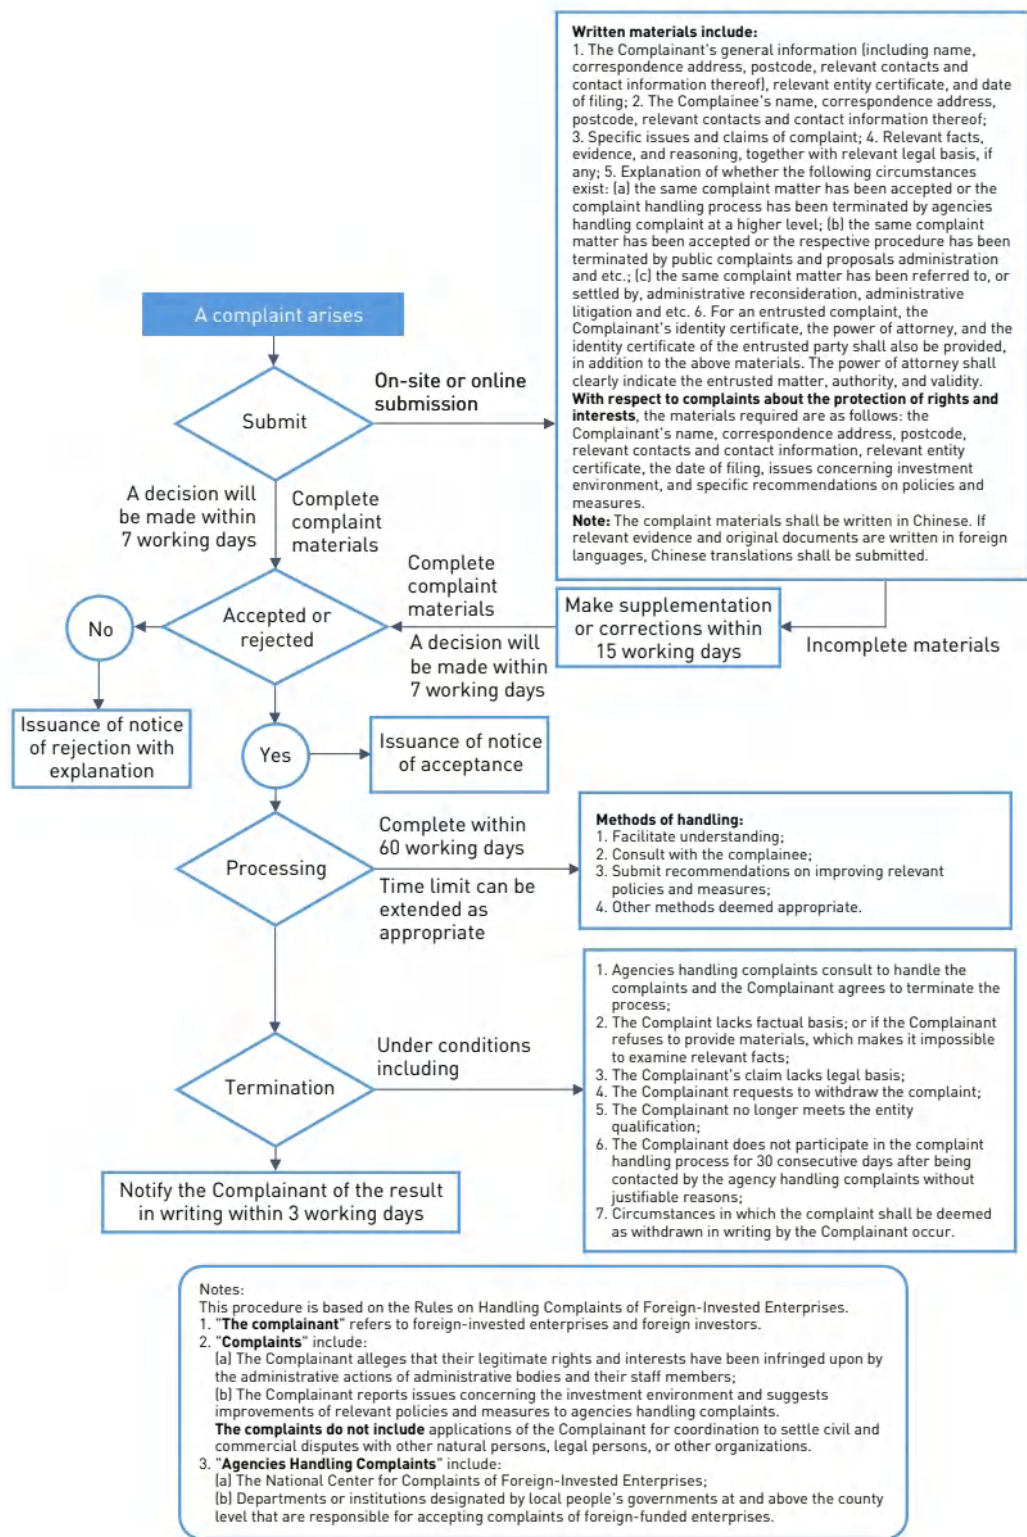 Written materials include:
1. The Complainant's general information (including name,
correspondence address, postcode, relevant contacts and
contact information thereof), relevant entity certificate, and date
of filing; 2. The Complainee's name, correspondence address,
postcode, relevant contacts and contact information thereof;
3. Specific issues and claims of complaint; 4. Relevant facts,
evidence, and reasoning, together with relevant legal basis, if
any; 5. Explanation of whether the following circumstances
exist: (a) the same complaint matter has been accepted or the
complaint handling process has been terminated by agencies
handling complaint at a higher level; (b) the same complaint
matter has been accepted or the respective procedure has been
terminated by public complaints and proposals administration
and etc.; (c) the same complaint matter has been referred to, or
settled by, administrative reconsideration, administrative
litigation and etc. 6. For an entrusted complaint, the
Complainant's identity certificate, the power of attorney, and the
identity certificate of the entrusted party shall also be provided,
in addition to the above materials. The power of attorney shall
clearly indicate the entrusted matter, authority, and validity.
With respect to complaints about the protection of rights and
interests, the materials required are as follows: the
Complainant's name, correspondence address, postcode,
relevant contacts and contact information, relevant entity
certificate, the date of filing, issues concerning investment
environment, and specific recommendations on policies and
measures.
Note: The complaint materials shall be written in Chinese. If
relevant evidence and original documents are written in foreign
languages, Chinese translations shall be submitted.
A complaint arises
On-site or online
submission
Submit
A decision will
be made within
7 working days
Complete
complaint
materials
Complete
complaint
materials
A decision will
be made within
7 working days
Make supplementation
or corrections within
15 working days
Incomplete materials
Accepted or
rejected
No
Issuance of notice
of rejection with
explanation
Yes
Issuance of notice
of acceptance
Processing
Complete within
60 working days
Time limit can be
extended as
appropriate
Methods of handling:
1. Facilitate understanding;
2. Consult with the complainee;
3. Submit recommendations on improving relevant
policies and measures;
4. Other methods deemed appropriate.
Termination
Under conditions
including
1. Agencies handling complaints consult to handle the
complaints and the Complainant agrees to terminate the
process;
2. The Complaint lacks factual basis; or if the Complainant
refuses to provide materials, which makes it impossible
to examine relevant facts;
3. The Complainant's claim lacks legal basis;
4. The Complainant requests to withdraw the complaint;
5. The Complainant no longer meets the entity
qualification;
6. The Complainant does not participate in the complaint
handling process for 30 consecutive days after being
contacted by the agency handling complaints without
justifiable reasons;
7. Circumstances in which the complaint shall be deemed
as withdrawn in writing by the Complainant occur.
Notify the Complainant of the result
in writing within 3 working days
Notes:
This procedure is based on the Rules on Handling Complaints of Foreign-Invested Enterprises.
1. "The complainant" refers to foreign-invested enterprises and foreign investors.
2. "Complaints" include:
(a) The Complainant alleges that their legitimate rights and interests have been infringed upon by
the administrative actions of administrative bodies and their staff members;
(b) The Complainant reports issues concerning the investment environment and suggests
improvements of relevant policies and measures to agencies handling complaints.
The complaints do not include applications of the Complainant for coordination to settle civil and
commercial disputes with other natural persons, legal persons, or other organizations.
3. "Agencies Handling Complaints" include:
(a) The National Center for Complaints of Foreign-Invested Enterprises;
(b) Departments or institutions designated by local people's governments at and above the county
level that are responsible for accepting complaints of foreign-funded enterprises.